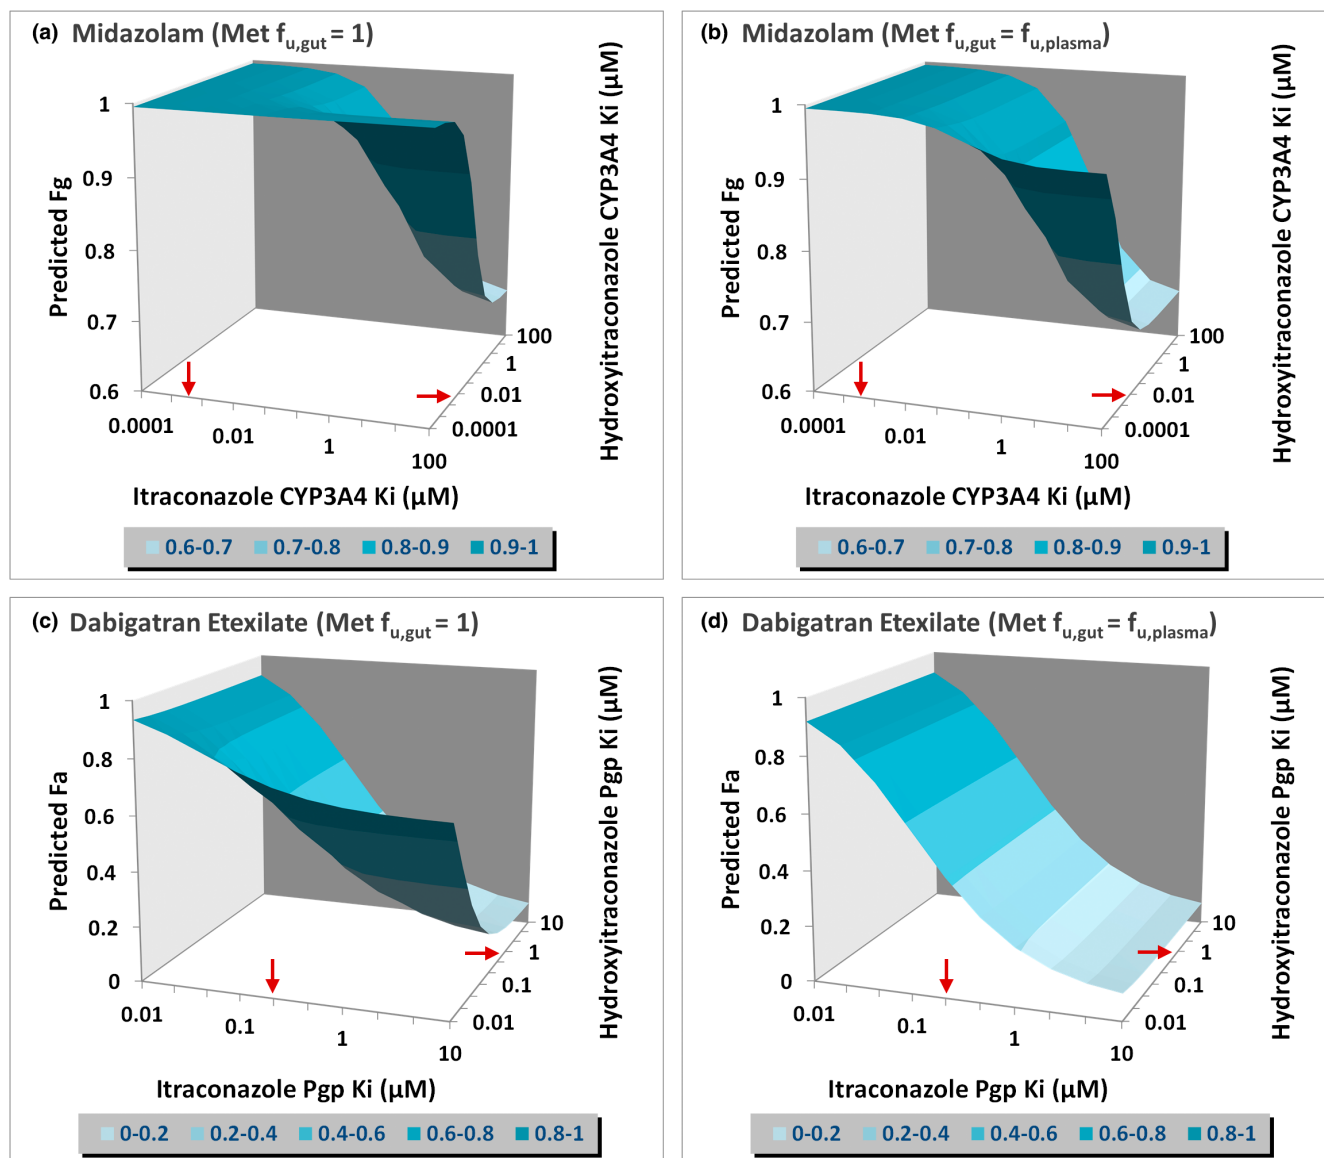 (a) Midazolam (Met fu,gut = 1)
Predicted Fg
1
0.9
0.8
0.7
0.6
0.0001
0.01
1
100
Itraconazole CYP3A4 Ki (μM)
100
1
0.01
0.0001
Hydroxyitraconazole CYP3A4 Ki (μM)
0.6-0.7 0.7-0.8 0.8-0.9 0.9-1
(b) Midazolam (Met fu,gut = fu,plasma)
Predicted Fg
1
0.9
0.8
0.7
0.6
0.0001
0.01
1
100
Itraconazole CYP3A4 Ki (μM)
100
1
0.01
0.0001
Hydroxyitraconazole CYP3A4 Ki (μM)
0.6-0.7 0.7-0.8 0.8-0.9 0.9-1
(c) Dabigatran Etexilate (Met fu,gut = 1)
Predicted Fa
1
0.8
0.6
0.4
0.2
0
0.01
0.1
1
10
Itraconazole Pgp Ki (μM)
10
1
0.1
0.01
Hydroxyitraconazole Pgp Ki (μM)
0-0.2 0.2-0.4 0.4-0.6 0.6-0.8 0.8-1
(d) Dabigatran Etexilate (Met fu,gut = fu,plasma)
Predicted Fa
1
0.8
0.6
0.4
0.2
0
0.01
0.1
1
10
Itraconazole Pgp Ki (μM)
10
1
0.1
0.01
Hydroxyitraconazole Pgp Ki (μM)
0-0.2 0.2-0.4 0.4-0.6 0.6-0.8 0.8-1